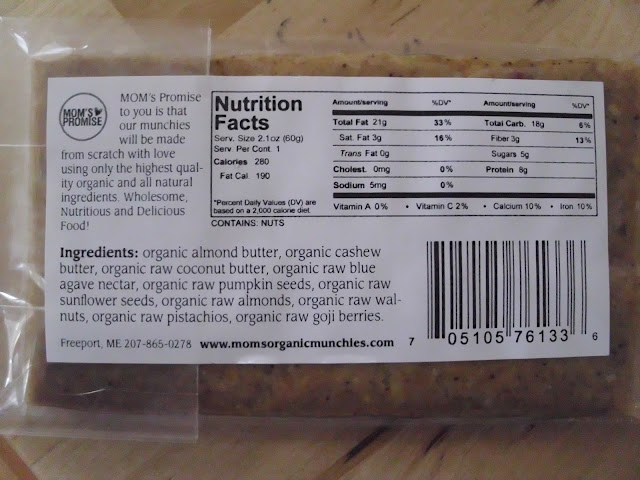 MOM'S
PROMISE
MOM's Promise
to you is that
our munchies
will be made
from scratch with love
using only the highest qual-
ity organic and all natural
ingredients. Wholesome,
Nutritious and Delicious
Food!
Nutrition
Facts
Serv. Size 2.1oz (60g)
Serv. Per Cont. 1
Calories 280
Fat Cal 190
*Percent Daily Values (DV) are
based on a 2,000 calorie diet.
Amount/serving %DV* Amount/serving %DV*
Total Fat 21g 33% Total Carb. 18g 6%
Sat. Fat 3g 16% Fiber 3g 13%
Trans Fat 0g Sugars 5g
Cholest. 0mg 0% Protein 8g
Sodium 5mg 0%
Vitamin A 0% • Vitamin C 2% • Calcium 10% • Iron 10%
CONTAINS: NUTS
Ingredients: organic almond butter, organic cashew
butter, organic raw coconut butter, organic raw blue
agave nectar, organic raw pumpkin seeds, organic raw
sunflower seeds, organic raw almonds, organic raw wal-
nuts, organic raw pistachios, organic raw goji berries.
Freeport, ME 207-865-0278 www.momsorganicmunchies.com
7 05105 76133 6